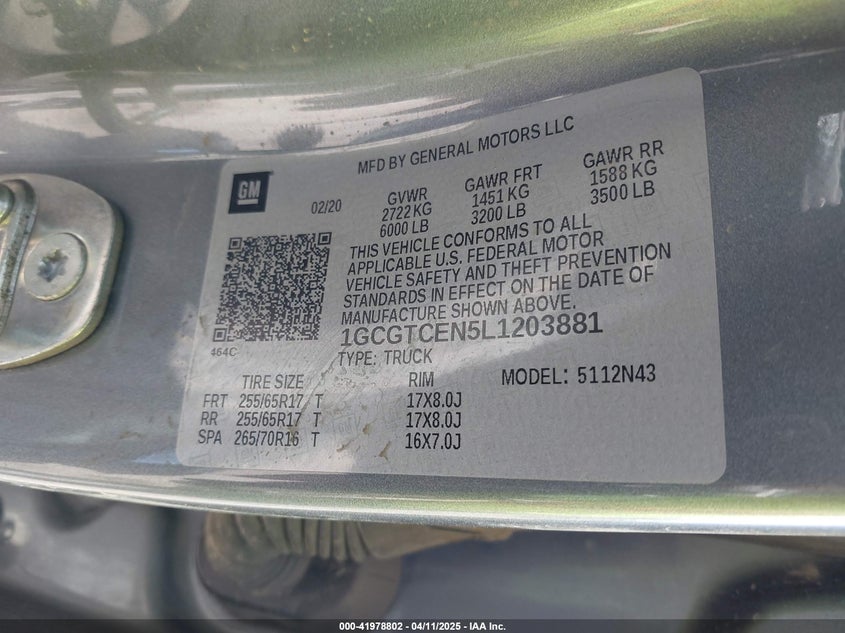 MFD BY GENERAL MOTORS LLC
GM
02/20
GVWR
2722 KG
6000 LB
GAWR FRT
1451 KG
3200 LB
GAWR RR
1588 KG
3500 LB
THIS VEHICLE CONFORMS TO ALL
APPLICABLE U.S. FEDERAL MOTOR
VEHICLE SAFETY AND THEFT PREVENTION
STANDARDS IN EFFECT ON THE DATE OF
MANUFACTURE SHOWN ABOVE.
464C
1GCGTCEN5L1203881
TYPE: TRUCK
TIRE SIZE RIM MODEL: 5112N43
FRT 255/65R17 T 17X8.0J
RR 255/65R17 T 17X8.0J
SPA 265/70R16 T 16X7.0J
000-41978802 - 04/11/2025 - IAA Inc.